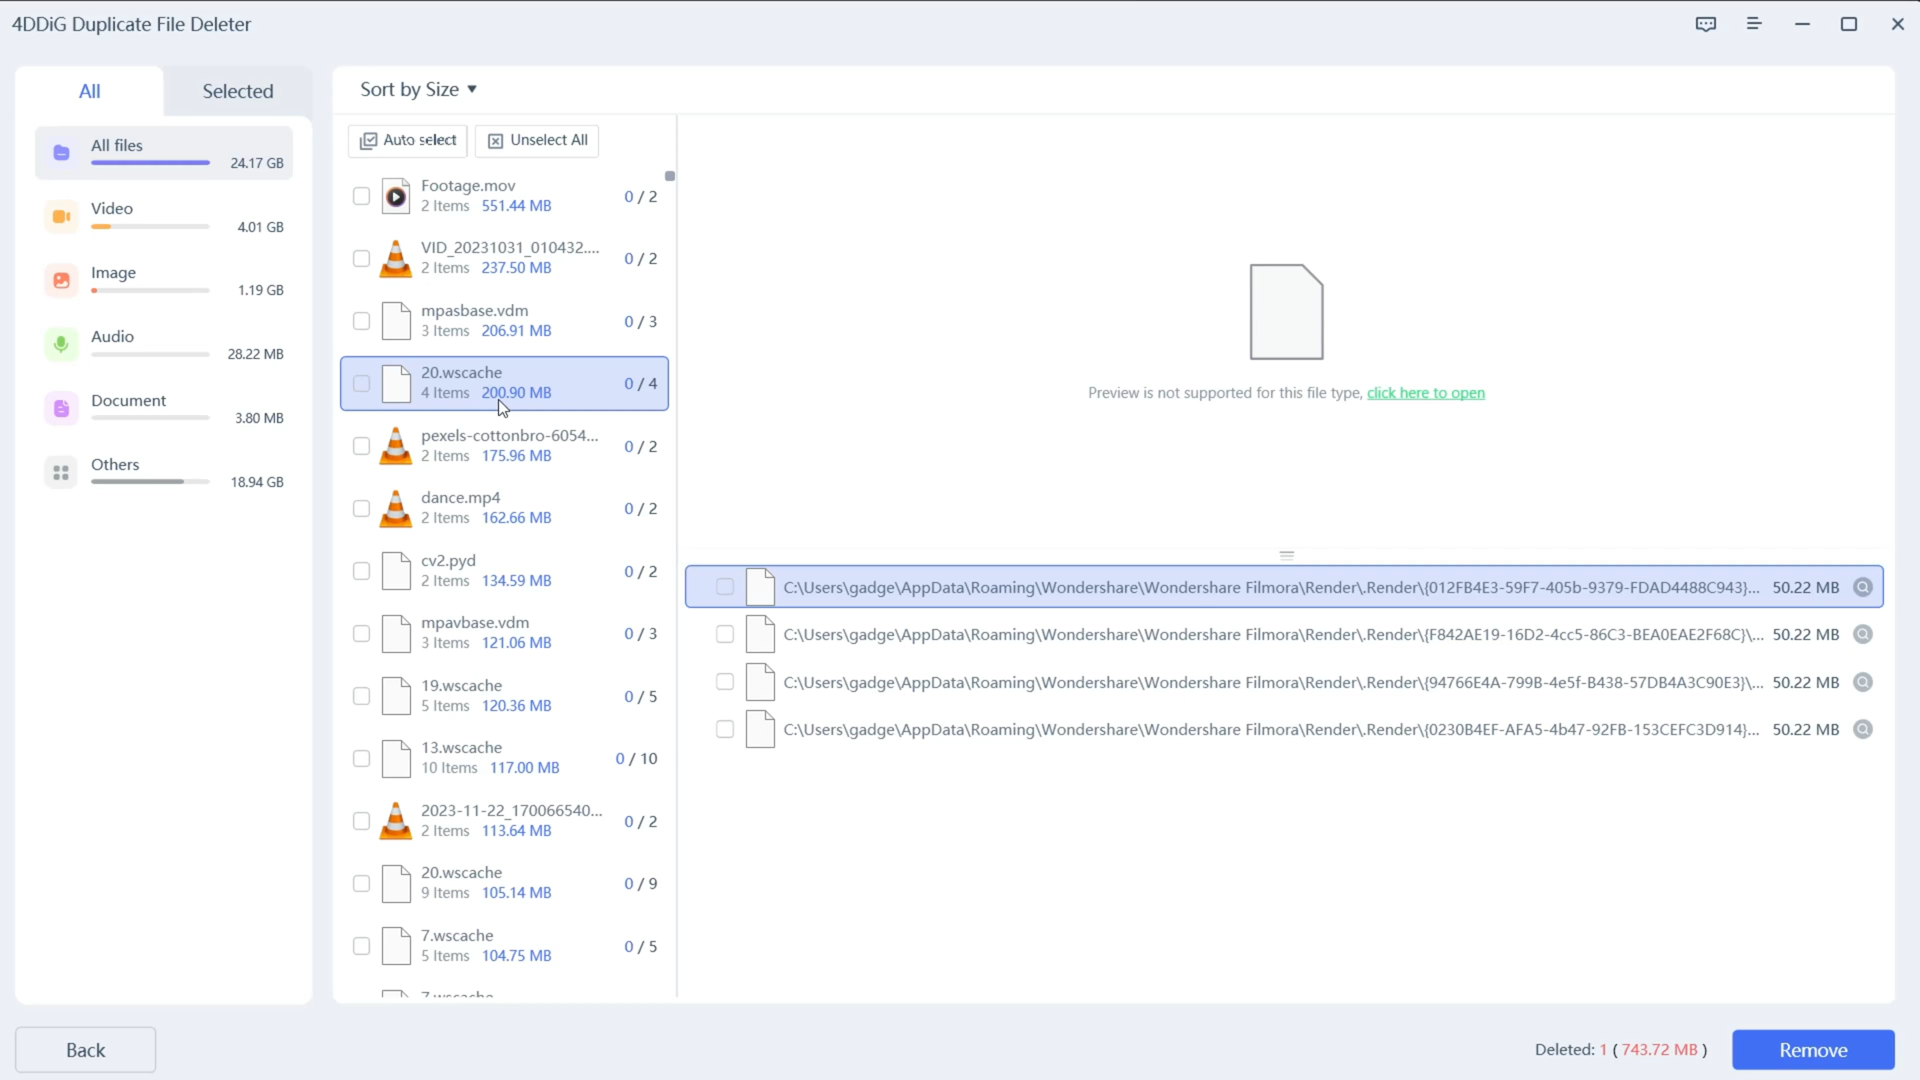 4DDiG Duplicate File Deleter
All
Selected
All files
24.17 GB
Video
4.01 GB
Image
1.19 GB
Audio
28.22 MB
Document
3.80 MB
Others
18.94 GB
Sort by Size
Auto select
Unselect All
Footage.mov
2 Items 551.44 MB
0 / 2
VID_20231031_010432....
2 Items 237.50 MB
0 / 2
mpasbase.vdm
3 Items 206.91 MB
0 / 3
20.wscache
4 Items 200.90 MB
0 / 4
pexels-cottonbro-6054...
2 Items 175.96 MB
0 / 2
dance.mp4
2 Items 162.66 MB
0 / 2
cv2.pyd
2 Items 134.59 MB
0 / 2
mpavbase.vdm
3 Items 121.06 MB
0 / 3
19.wscache
5 Items 120.36 MB
0 / 5
13.wscache
10 Items 117.00 MB
0 / 10
2023-11-22_170066540...
2 Items 113.64 MB
0 / 2
20.wscache
9 Items 105.14 MB
0 / 9
7.wscache
5 Items 104.75 MB
0 / 5
7.wscache
Preview is not supported for this file type, click here to open
C:\Users\gadge\AppData\Roaming\Wondershare\Wondershare Filmora\Render\.Render\{012FB4E3-59F7-405b-9379-FDAD4488C943}... 50.22 MB
C:\Users\gadge\AppData\Roaming\Wondershare\Wondershare Filmora\Render\.Render\{F842AE19-16D2-4cc5-86C3-BEA0EAE2F68C}\... 50.22 MB
C:\Users\gadge\AppData\Roaming\Wondershare\Wondershare Filmora\Render\.Render\{94766E4A-799B-4e5f-B438-57DB4A3C90E3}\... 50.22 MB
C:\Users\gadge\AppData\Roaming\Wondershare\Wondershare Filmora\Render\.Render\{0230B4EF-AFA5-4b47-92FB-153CEFC3D914}... 50.22 MB
Back
Deleted: 1 ( 743.72 MB )
Remove